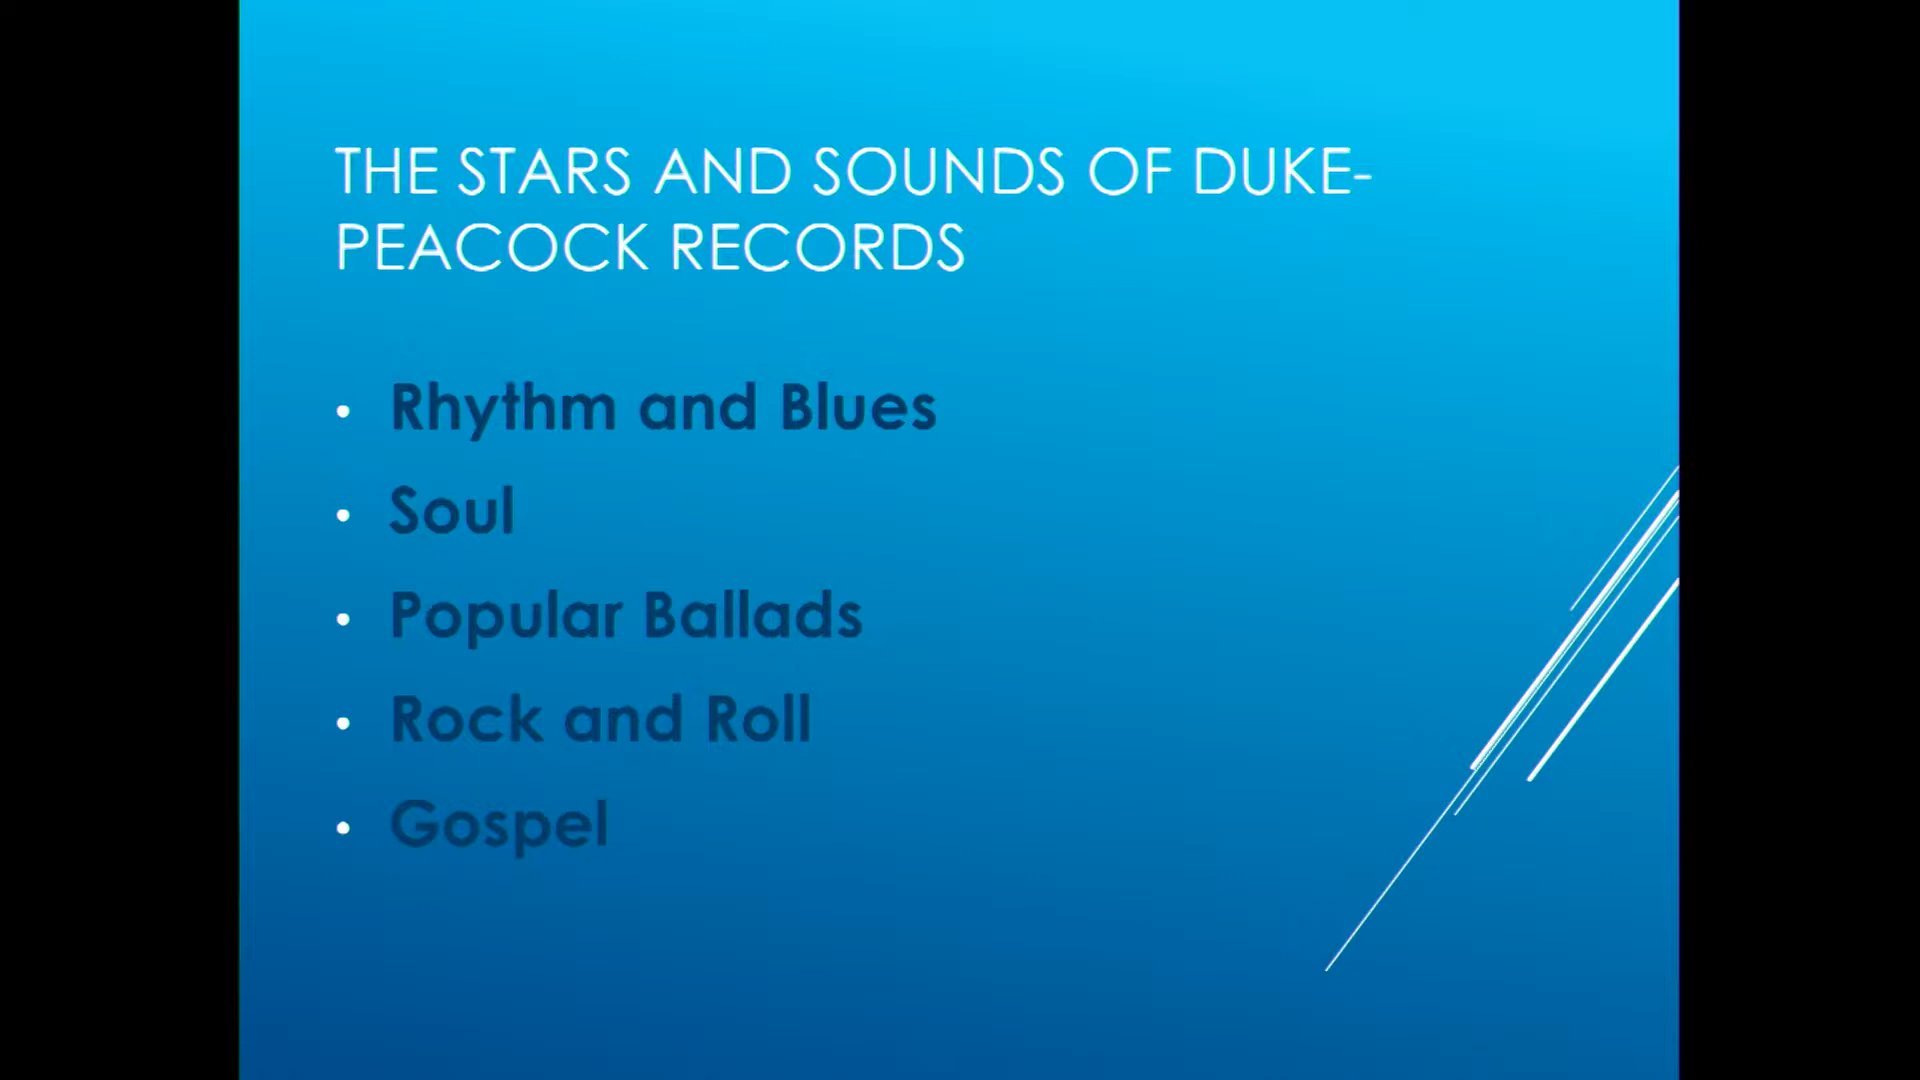 THE STARS AND SOUNDS OF DUKE-
PEACOCK RECORDS
• Rhythm and Blues
• Soul
• Popular Ballads
• Rock and Roll
• Gospel